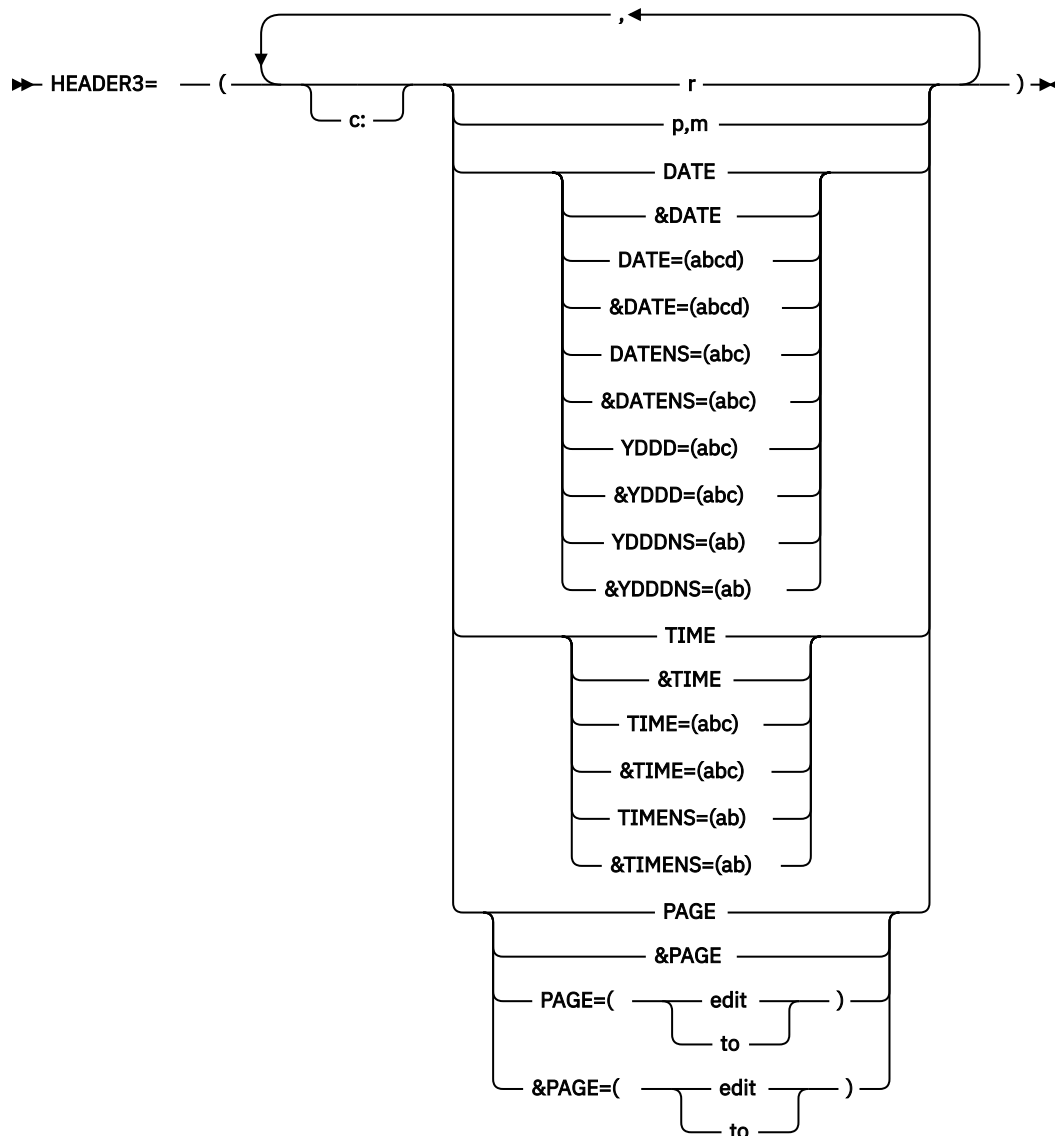 ,
HEADER3= ( r )
c:
p,m
DATE
&DATE
DATE=(abcd)
&DATE=(abcd)
DATENS=(abc)
&DATENS=(abc)
YDDD=(abc)
&YDDD=(abc)
YDDDNS=(ab)
&YDDDNS=(ab)
TIME
&TIME
TIME=(abc)
&TIME=(abc)
TIMENS=(ab)
&TIMENS=(ab)
PAGE
&PAGE
PAGE=( edit )
to
&PAGE=( edit )
to